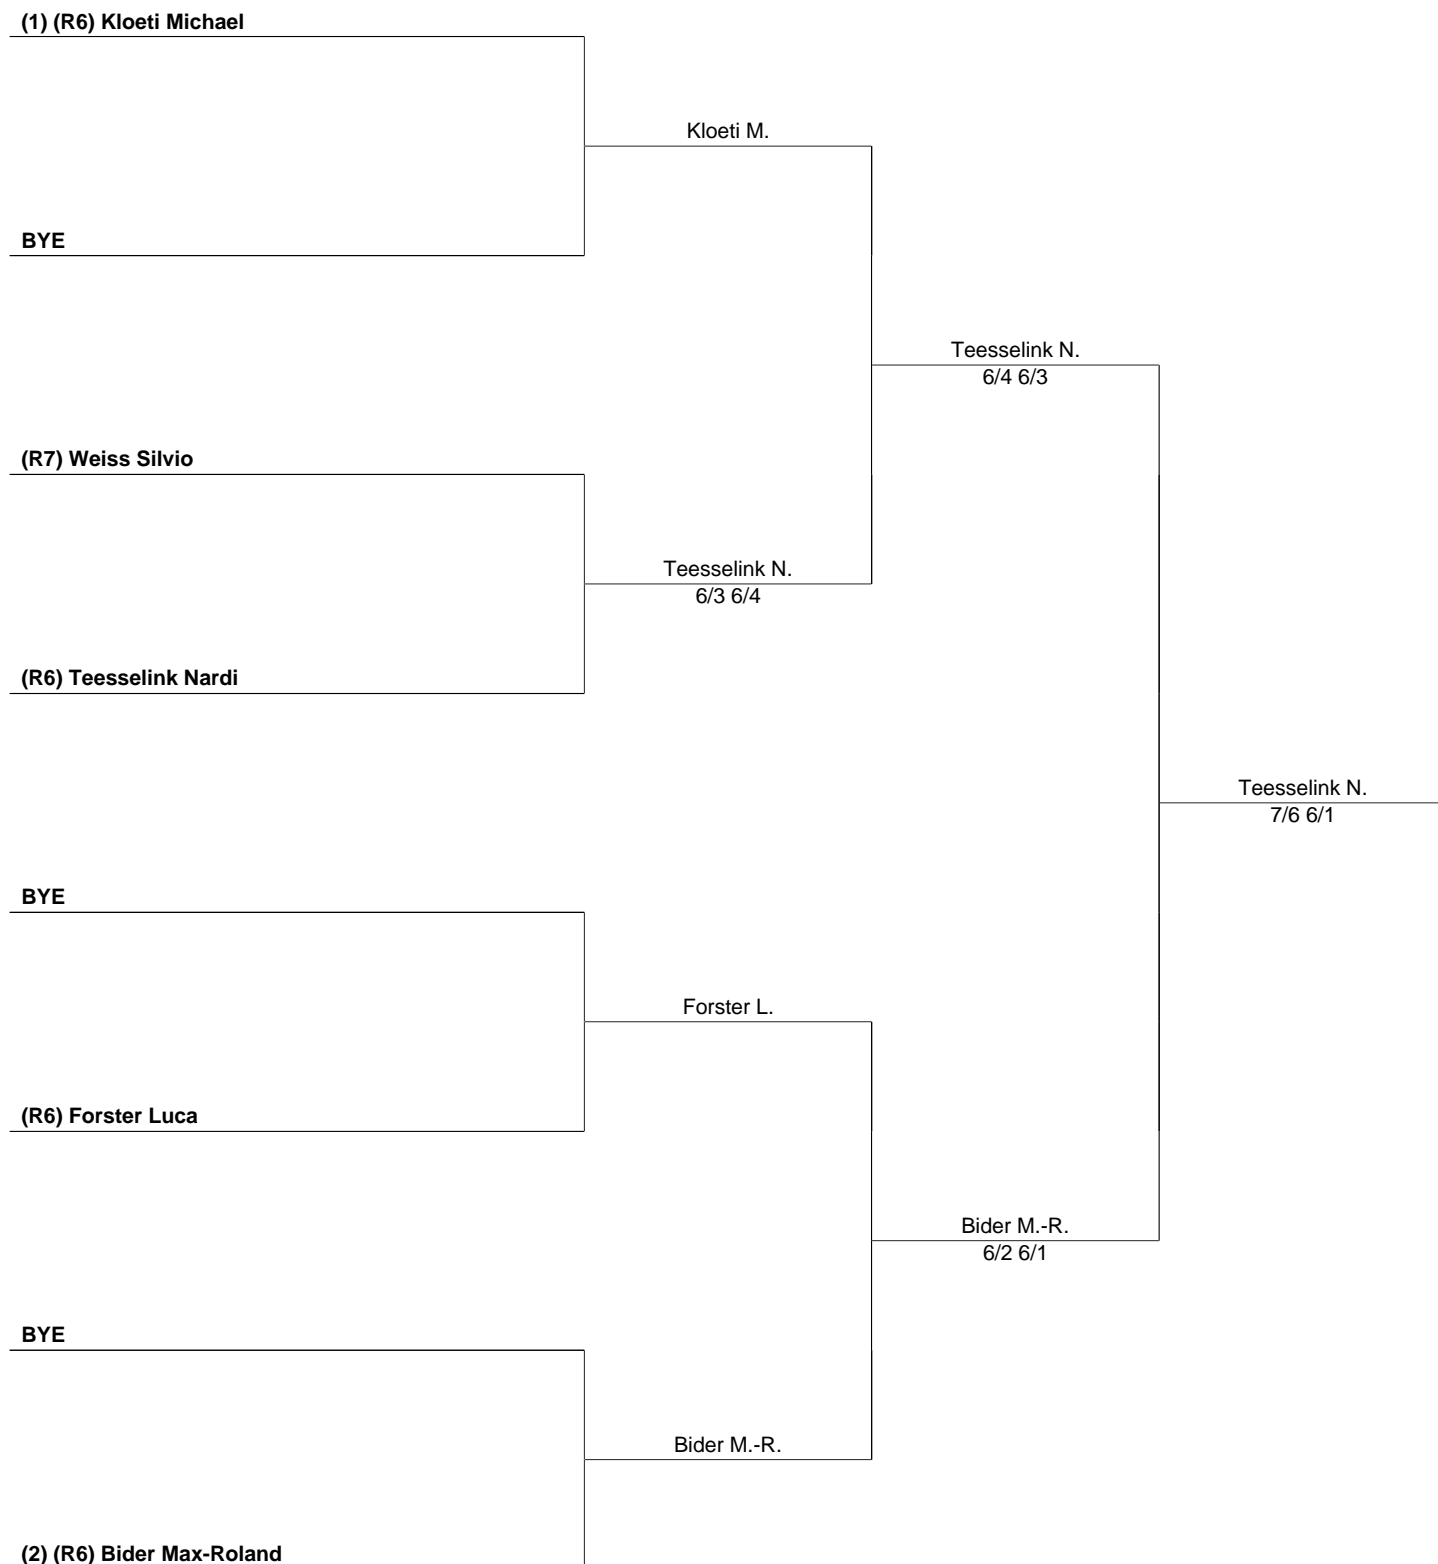 (1) (R6) Kloeti Michael
Kloeti M.
BYE
Teesselink N.
6/4 6/3
(R7) Weiss Silvio
Teesselink N.
6/3 6/4
(R6) Teesselink Nardi
Teesselink N.
7/6 6/1
BYE
Forster L.
(R6) Forster Luca
Bider M.-R.
6/2 6/1
BYE
Bider M.-R.
(2) (R6) Bider Max-Roland